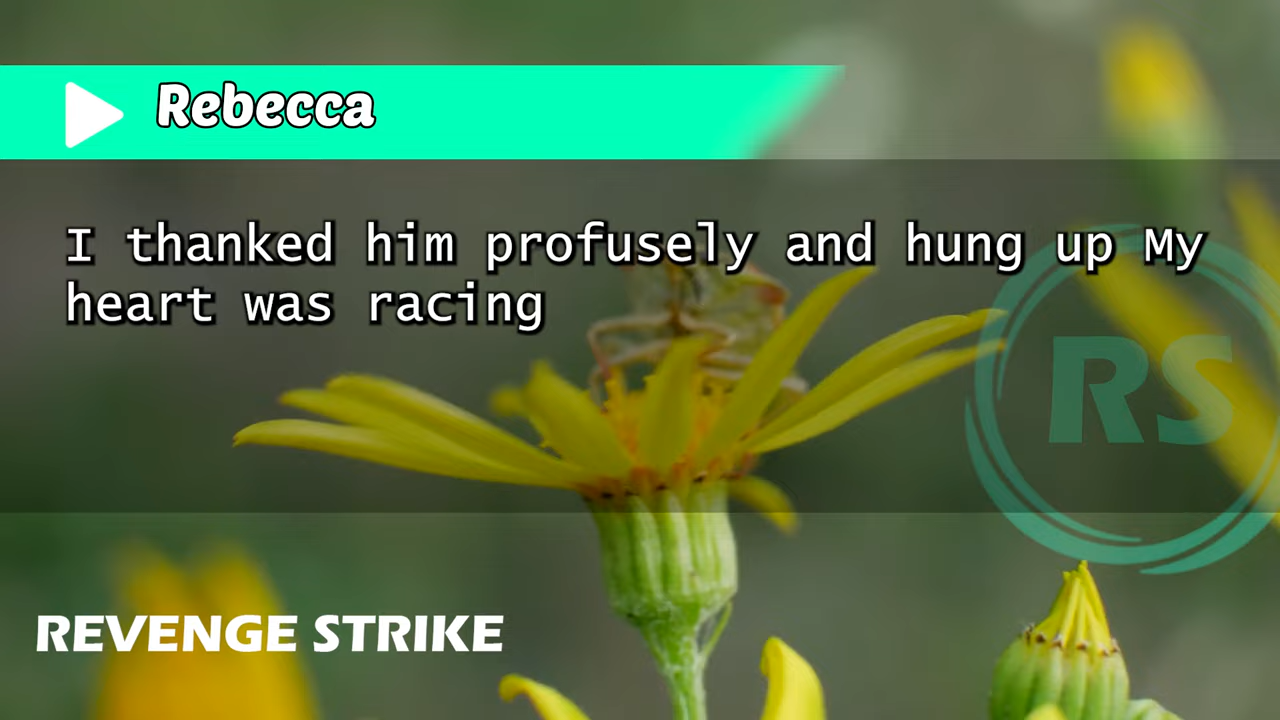 Rebecca
I thanked him profusely and hung up My
heart was racing
RS
REVENGE STRIKE